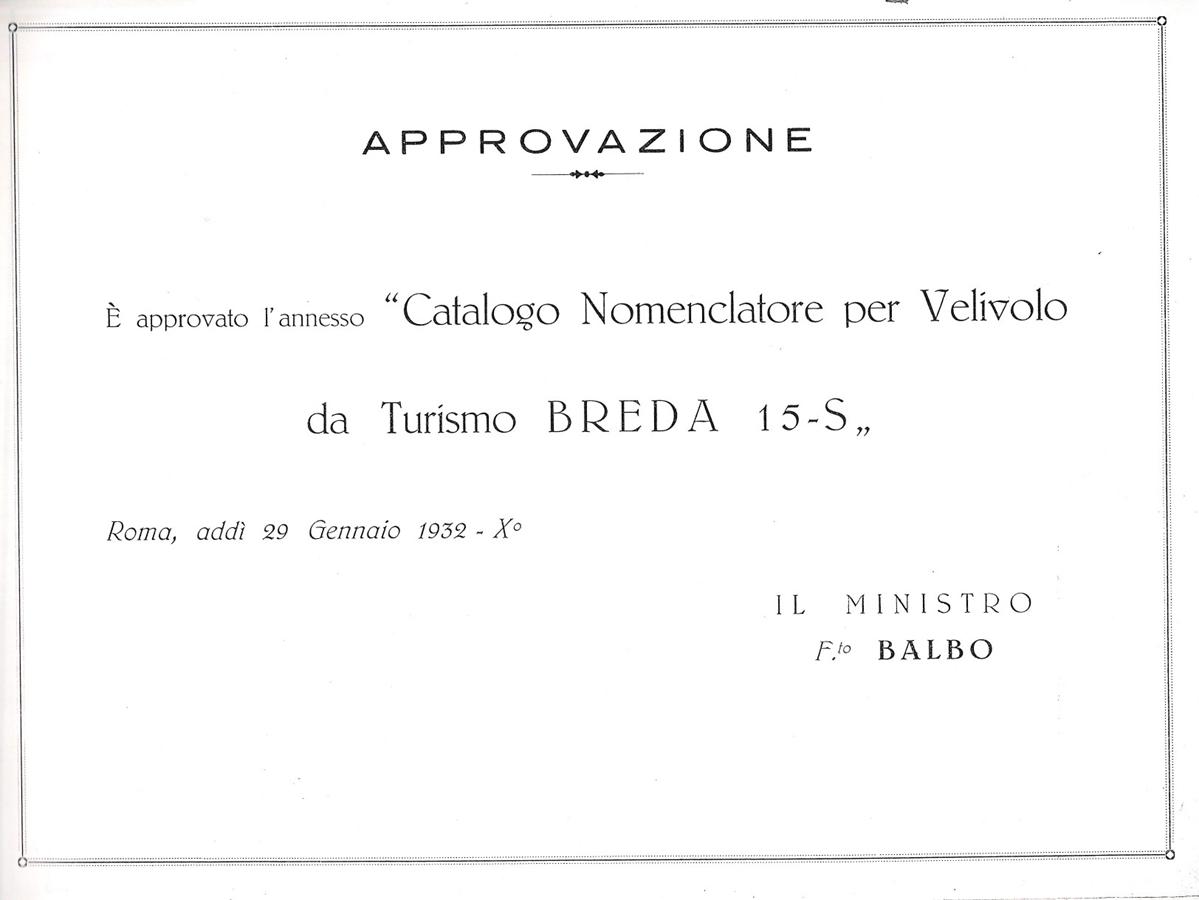 APPROVAZIONE
È approvato l'annesso “Catalogo Nomenclatore per Velivolo
da Turismo BREDA 15-S„
Roma, addì 29 Gennaio 1932 - Xº
IL MINISTRO
F.to BALBO